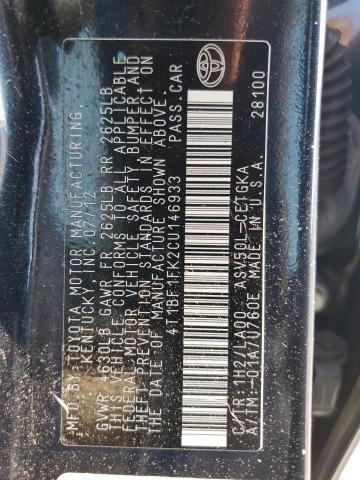 MFD. BY: TOYOTA MOTOR MANUFACTURING,
KENTUCKY, INC. 07/12
GVWR 4630LB GAWR FR 2625LB RR 2625LB
THIS VEHICLE CONFORMS TO ALL APPLICABLE
FEDERAL MOTOR VEHICLE SAFETY, BUMPER, AND
THEFT PREVENTION STANDARDS IN EFFECT ON
THE DATE OF MANUFACTURE SHOWN ABOVE.
4T1BF1FK2CU146933 PASS.CAR
C/TR: 1H2/LA90 ASV50L-CETGKA
A/TM: -01A/U760E MADE IN U.S.A.
28100